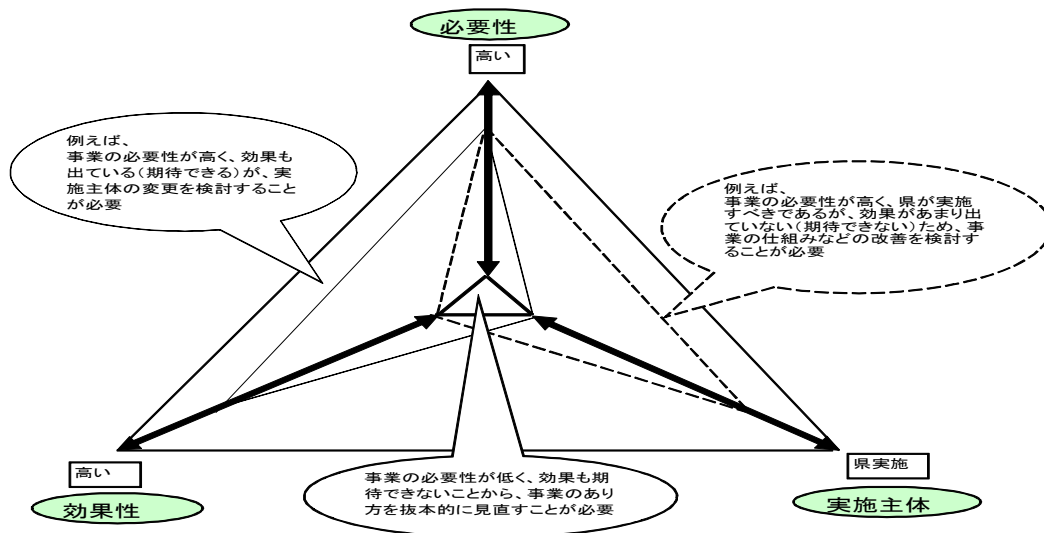 必要性
高い
例えば、
事業の必要性が高く、効果も
出ている(期待できる)が、実
施主体の変更を検討すること
が必要
例えば、
事業の必要性が高く、県が実施
すべきであるが、効果があまり出
ていない(期待できない)ため、事
業の仕組みなどの改善を検討す
ることが必要
高い
効果性
事業の必要性が低く、効果も期
待できないことから、事業のあり
方を抜本的に見直すことが必要
県実施
実施主体